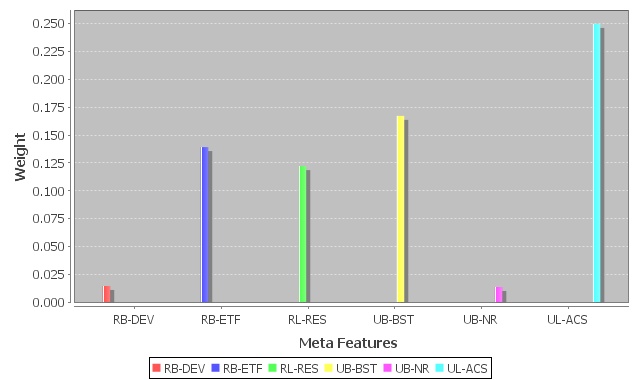 0.250
0.225
0.200
0.175
0.150
0.125
0.100
0.075
0.050
0.025
0.000
Weight
RB-DEV RB-ETF RL-RES UB-BST UB-NR UL-ACS
Meta Features
RB-DEV RB-ETF RL-RES UB-BST UB-NR UL-ACS